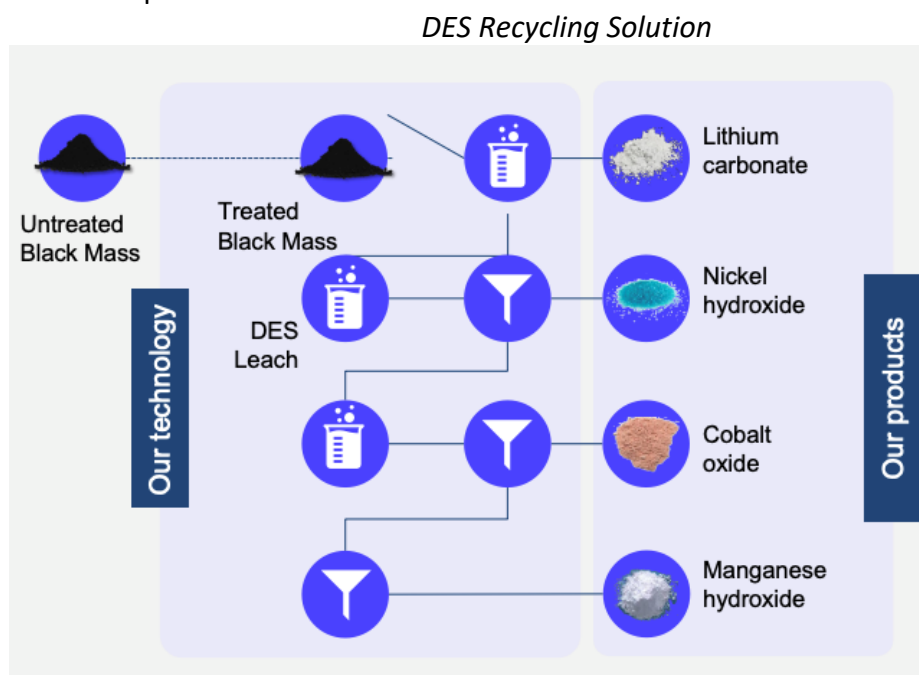 DES Recycling Solution
Untreated
Black Mass
Treated
Black Mass
Lithium
carbonate
Nickel
hydroxide
DES
Leach
Our technology
Cobalt
oxide
Our products
Manganese
hydroxide